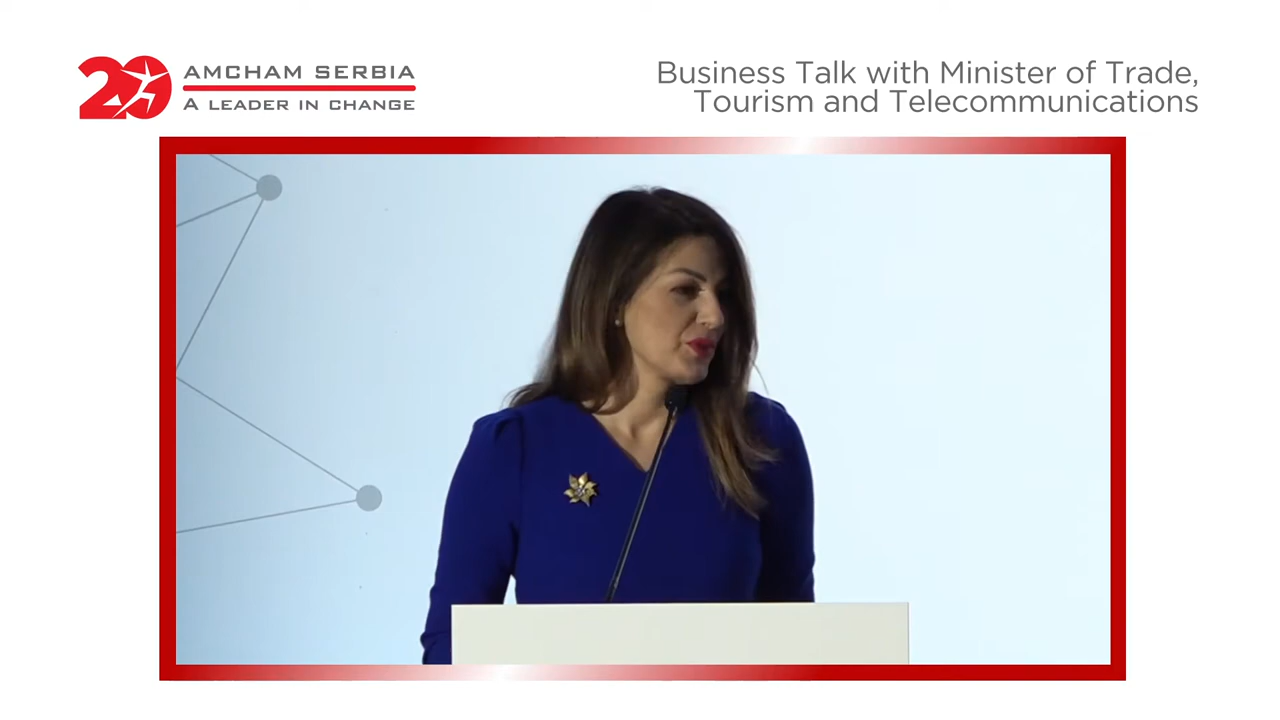 20
AMCHAM SERBIA
A LEADER IN CHANGE
Business Talk with Minister of Trade,
Tourism and Telecommunications